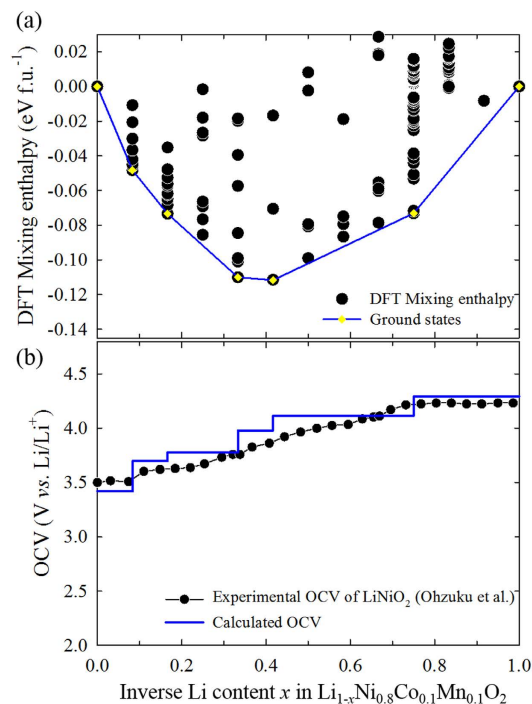 (a)
DFT Mixing enthalpy (eV f.u.⁻¹)
0.02
0.00
-0.02
-0.04
-0.06
-0.08
-0.10
-0.12
-0.14
DFT Mixing enthalpy
Ground states
(b)
OCV (V vs. Li/Li⁺)
4.5
4.0
3.5
3.0
2.5
2.0
Experimental OCV of LiNiO₂ (Ohzuku et al.)
Calculated OCV
0.0 0.2 0.4 0.6 0.8 1.0
Inverse Li content x in Li₁₋ₓNi₀.₈Co₀.₁Mn₀.₁O₂